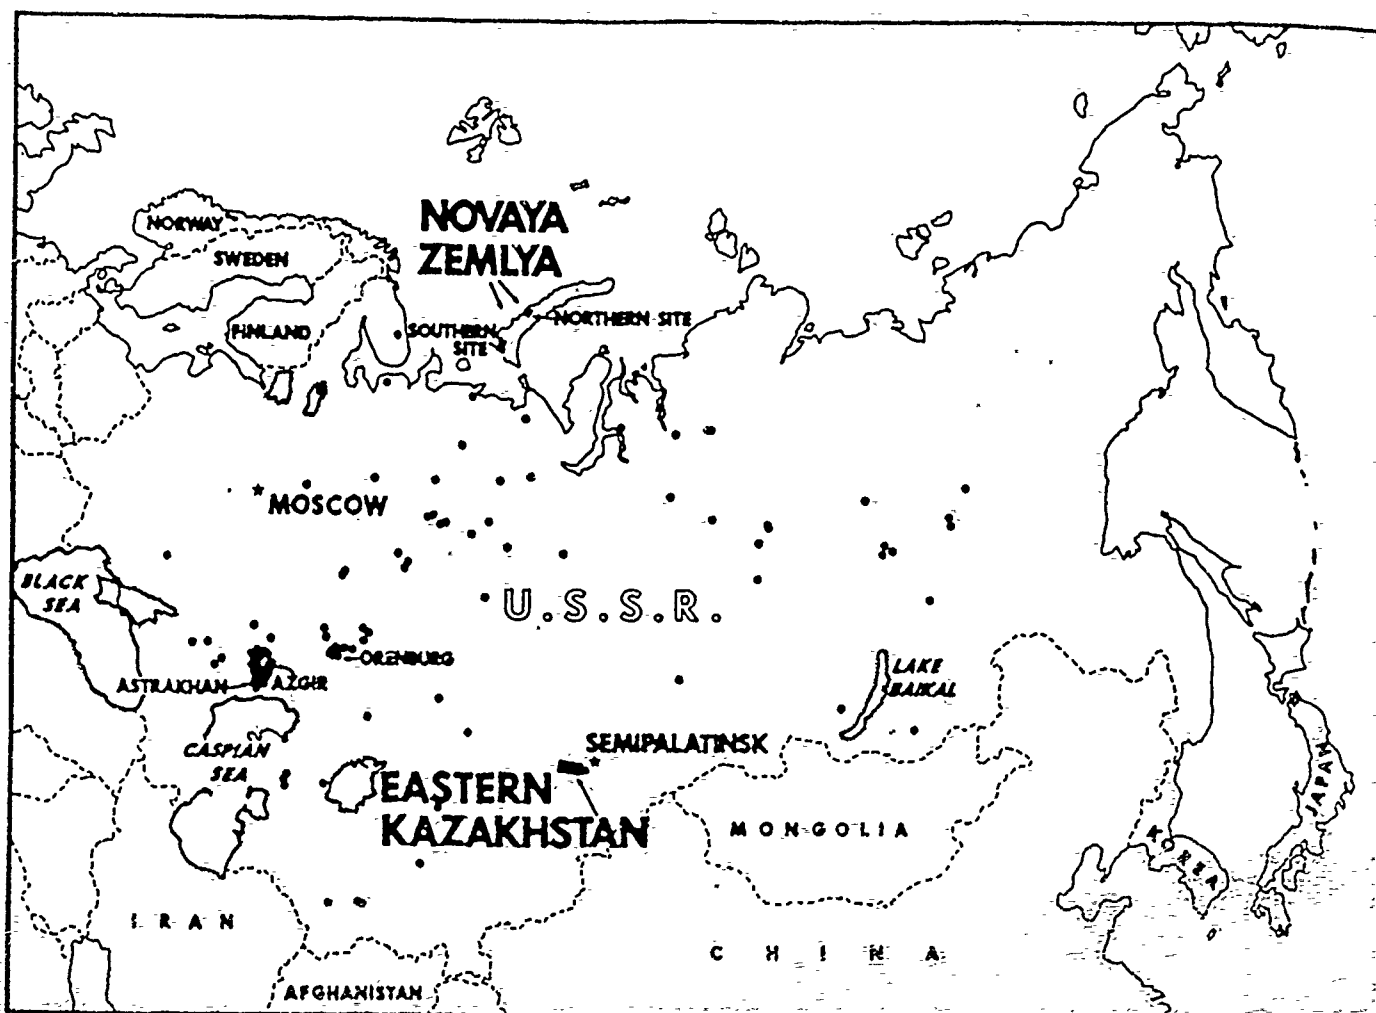 NORWAY
SWEDEN
FINLAND
NOVAYA
ZEMLYA
SOUTHERN
SITE
NORTHERN SITE
MOSCOW
BLACK
SEA
U.S.S.R.
ORENBURG
ASTRAKHAN
AZGIR
LAKE
BAIKAL
CASPIAN
SEA
SEMIPALATINSK
EASTERN
KAZAKHSTAN
MONGOLIA
KOREA
JAPAN
IRAN
CHINA
AFGHANISTAN